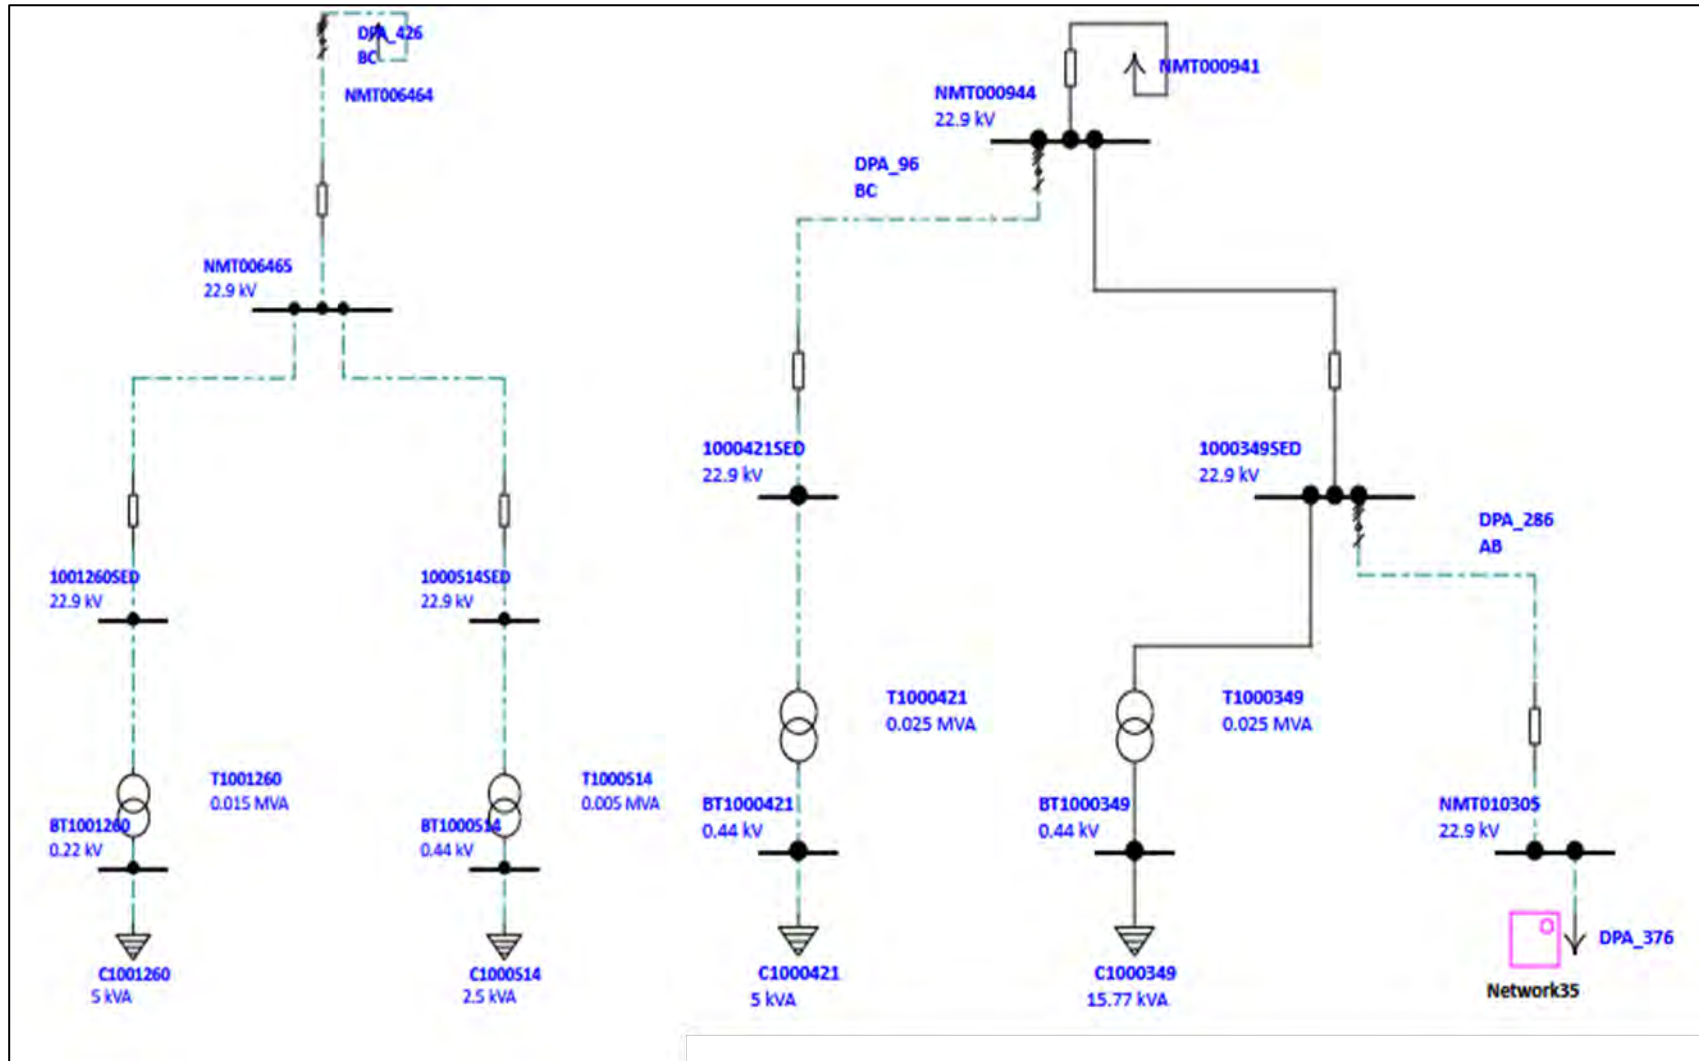 DPA_426
BC
NMT006464
NMT006465
22.9 kV
1001260SED
22.9 kV
1000514SED
22.9 kV
T1001260
0.015 MVA
BT1001260
0.22 kV
T1000514
0.005 MVA
BT1000514
0.44 kV
C1001260
5 kVA
C1000514
2.5 kVA
NMT000941
NMT000944
22.9 kV
DPA_96
BC
1000421SED
22.9 kV
1000349SED
22.9 kV
DPA_286
AB
T1000421
0.025 MVA
T1000349
0.025 MVA
BT1000421
0.44 kV
BT1000349
0.44 kV
NMT010305
22.9 kV
C1000421
5 kVA
C1000349
15.77 kVA
DPA_376
Network35